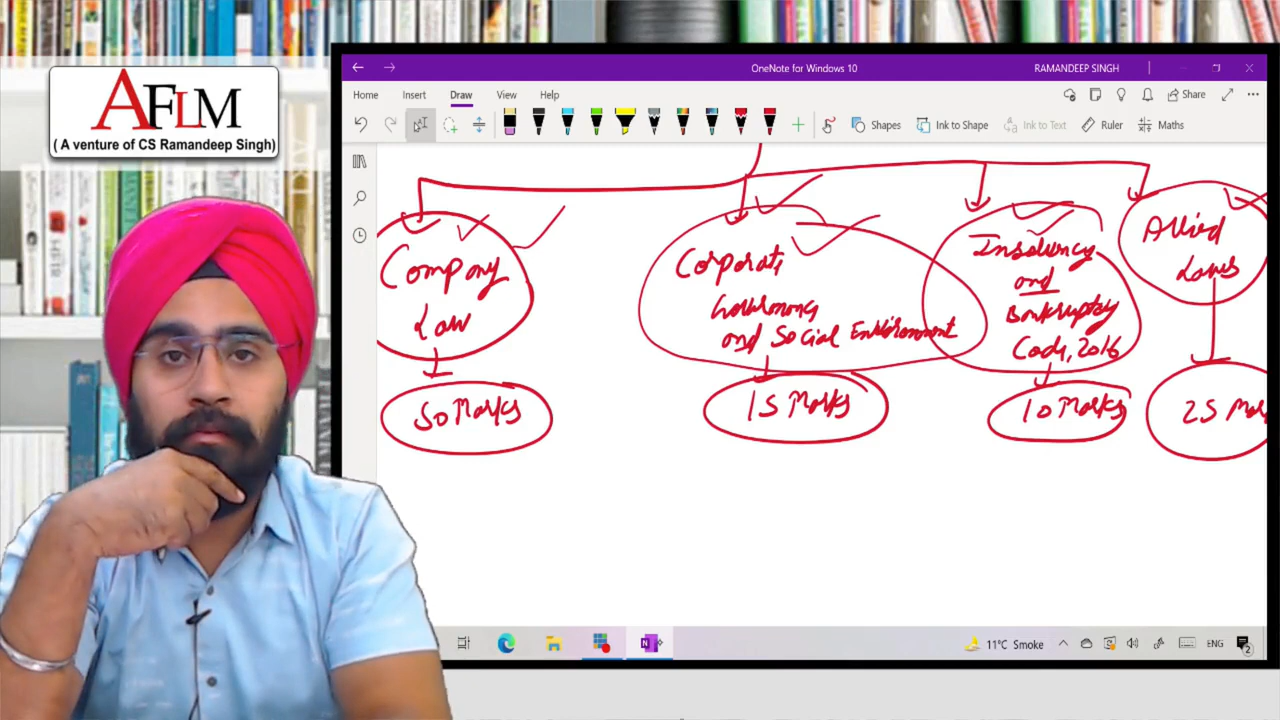 AFLM
( A venture of CS Ramandeep Singh)
OneNote for Windows 10
RAMANDEEP SINGH
Home Insert Draw View Help
Share
Shapes
Ink to Shape
Ink to Text
Ruler
Maths
Company
Law
50 Marks
Corporate
Governance
and Social Environment
15 Marks
Insolvency
and
Bankruptcy
Code, 2016
10 Marks
Allied
Laws
25
11°C Smoke
ENG
2